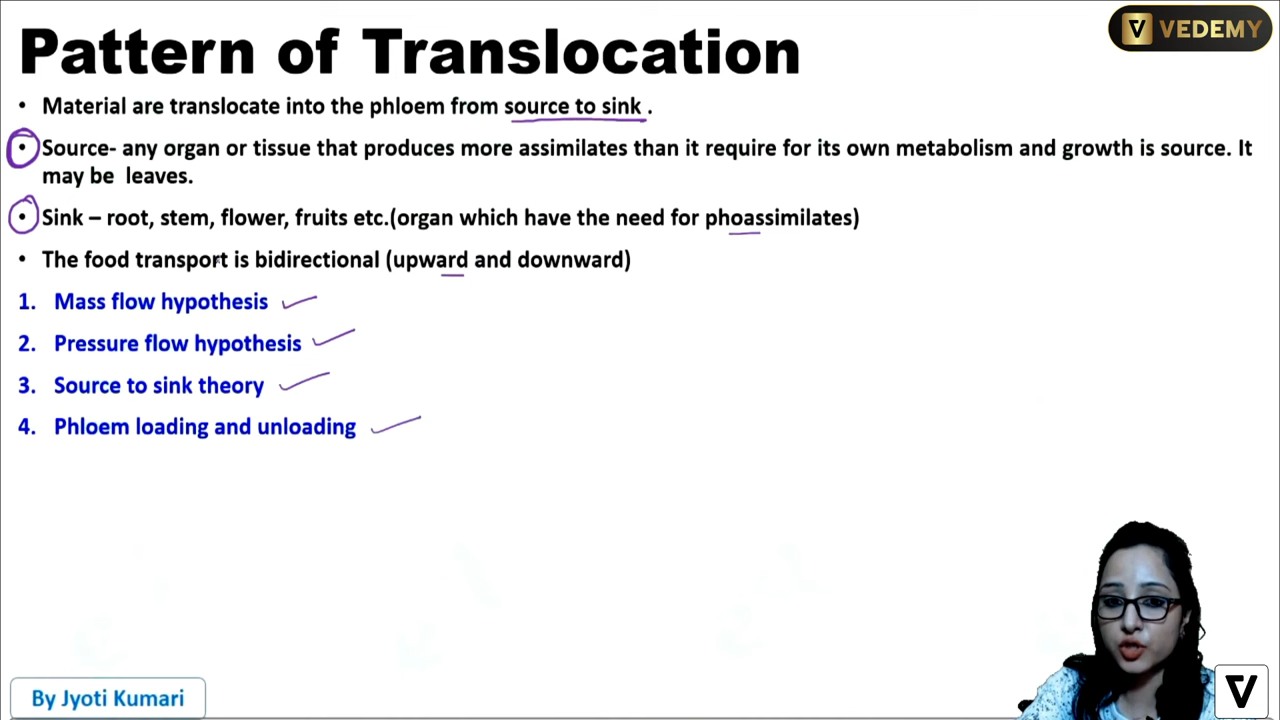 Pattern of Translocation
VEDEMY
• Material are translocate into the phloem from source to sink .
• Source- any organ or tissue that produces more assimilates than it require for its own metabolism and growth is source. It
may be leaves.
• Sink – root, stem, flower, fruits etc.(organ which have the need for phoassimilates)
• The food transport is bidirectional (upward and downward)
1. Mass flow hypothesis
2. Pressure flow hypothesis
3. Source to sink theory
4. Phloem loading and unloading
By Jyoti Kumari